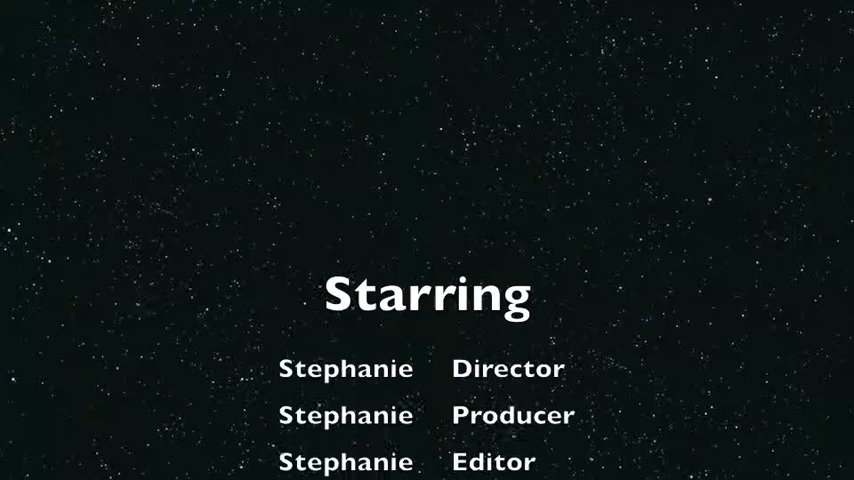 Starring
Stephanie Director
Stephanie Producer
Stephanie Editor